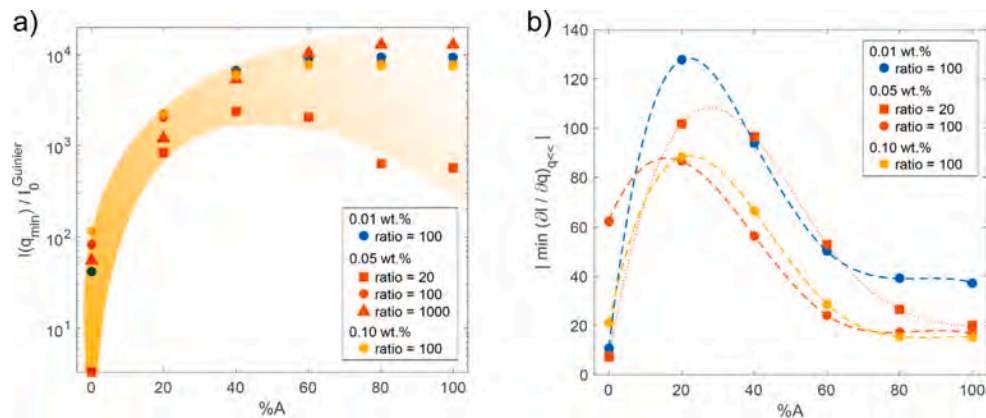 a)
I(q_min) / I_0^Guinier
10^4
10^3
10^2
10^1
0 20 40 60 80 100
%A
0.01 wt.%
ratio = 100
0.05 wt.%
ratio = 20
ratio = 100
ratio = 1000
0.10 wt.%
ratio = 100
b)
| min (∂I / ∂q)_q<< |
140
120
100
80
60
40
20
0
0 20 40 60 80 100
%A
0.01 wt.%
ratio = 100
0.05 wt.%
ratio = 20
ratio = 100
0.10 wt.%
ratio = 100